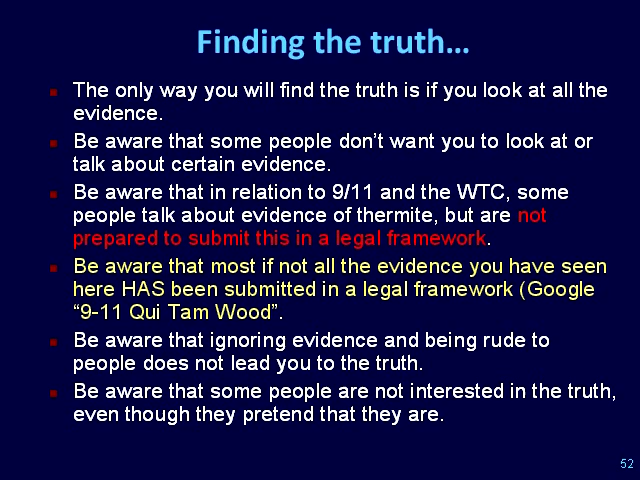 Finding the truth...
The only way you will find the truth is if you look at all the
evidence.
Be aware that some people don't want you to look at or
talk about certain evidence.
Be aware that in relation to 9/11 and the WTC, some
people talk about evidence of thermite, but are not
prepared to submit this in a legal framework.
Be aware that most if not all the evidence you have seen
here HAS been submitted in a legal framework (Google
“9-11 Qui Tam Wood”.
Be aware that ignoring evidence and being rude to
people does not lead you to the truth.
Be aware that some people are not interested in the truth,
even though they pretend that they are.
52